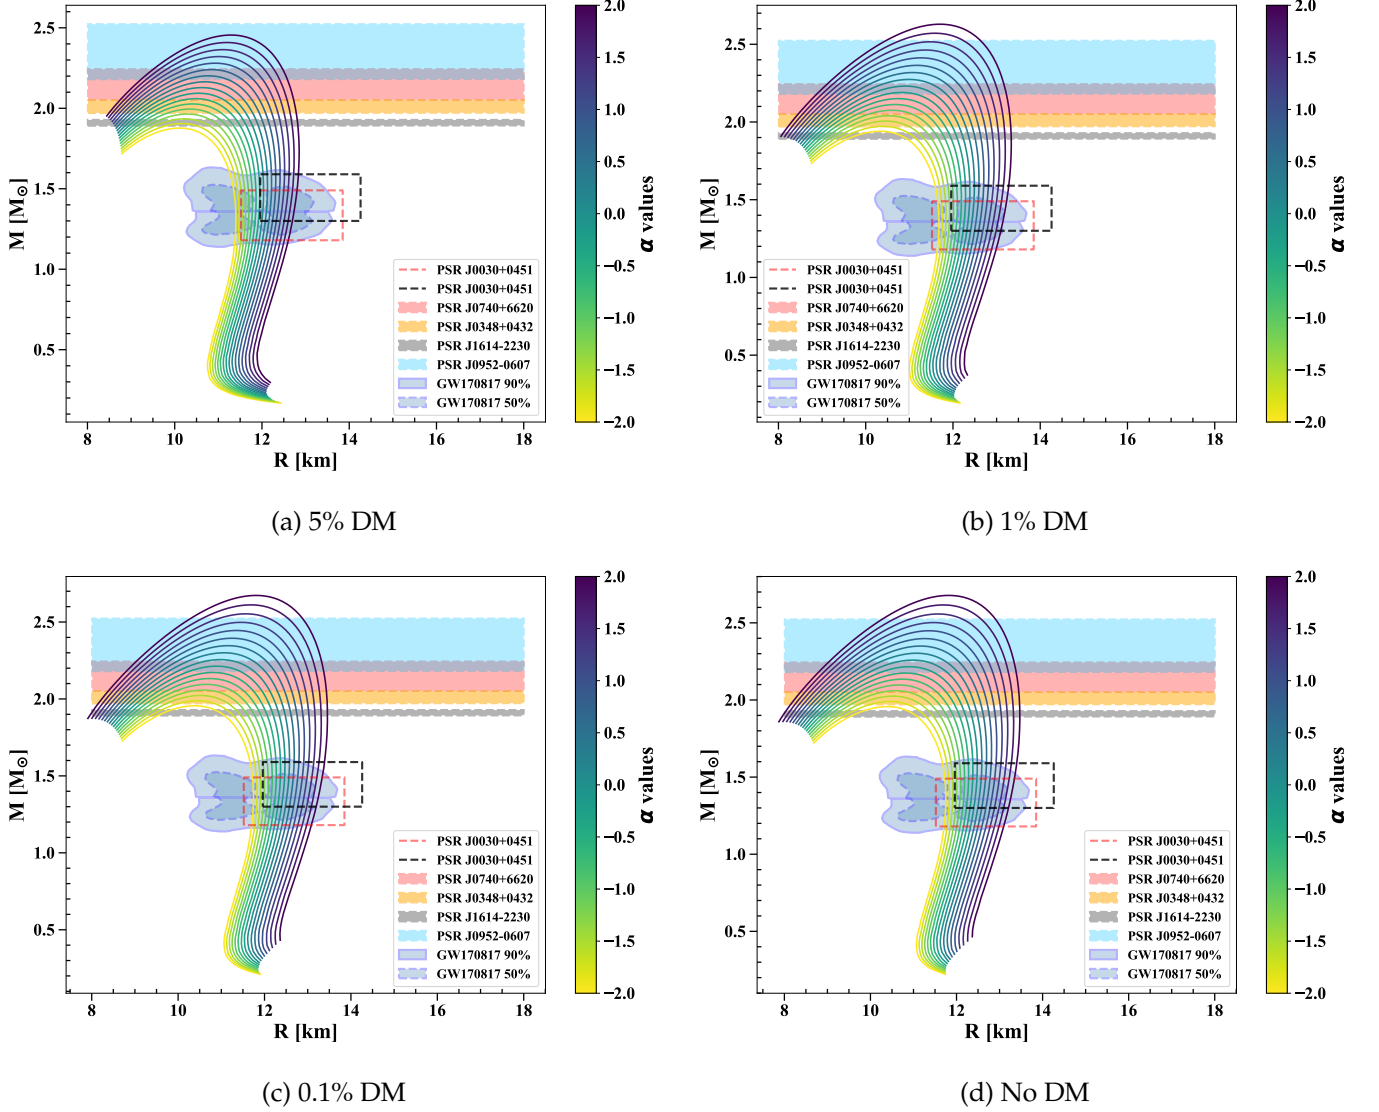 2.5
2.0
1.5
1.0
0.5
M [M⊙]
8 10 12 14 16 18
R [km]
PSR J0030+0451
PSR J0030+0451
PSR J0740+6620
PSR J0348+0432
PSR J1614-2230
PSR J0952-0607
GW170817 90%
GW170817 50%
2.0
1.5
1.0
0.5
0.0
−0.5
−1.0
−1.5
−2.0
α values
(a) 5% DM
2.5
2.0
1.5
1.0
0.5
M [M⊙]
8 10 12 14 16 18
R [km]
PSR J0030+0451
PSR J0030+0451
PSR J0740+6620
PSR J0348+0432
PSR J1614-2230
PSR J0952-0607
GW170817 90%
GW170817 50%
2.0
1.5
1.0
0.5
0.0
−0.5
−1.0
−1.5
−2.0
α values
(b) 1% DM
2.5
2.0
1.5
1.0
0.5
M [M⊙]
8 10 12 14 16 18
R [km]
PSR J0030+0451
PSR J0030+0451
PSR J0740+6620
PSR J0348+0432
PSR J1614-2230
PSR J0952-0607
GW170817 90%
GW170817 50%
2.0
1.5
1.0
0.5
0.0
−0.5
−1.0
−1.5
−2.0
α values
(c) 0.1% DM
2.5
2.0
1.5
1.0
0.5
M [M⊙]
8 10 12 14 16 18
R [km]
PSR J0030+0451
PSR J0030+0451
PSR J0740+6620
PSR J0348+0432
PSR J1614-2230
PSR J0952-0607
GW170817 90%
GW170817 50%
2.0
1.5
1.0
0.5
0.0
−0.5
−1.0
−1.5
−2.0
α values
(d) No DM